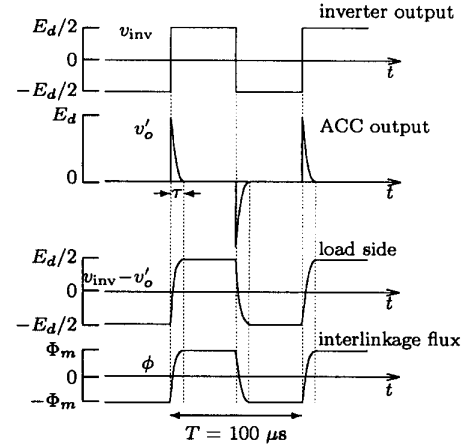 inverter output
E_d/2
v_inv
0
t
−E_d/2
E_d
v′_o
ACC output
0
t
τ
load side
E_d/2
v_inv−v′_o
0
t
−E_d/2
interlinkage flux
Φ_m
ϕ
0
t
−Φ_m
T = 100 μs